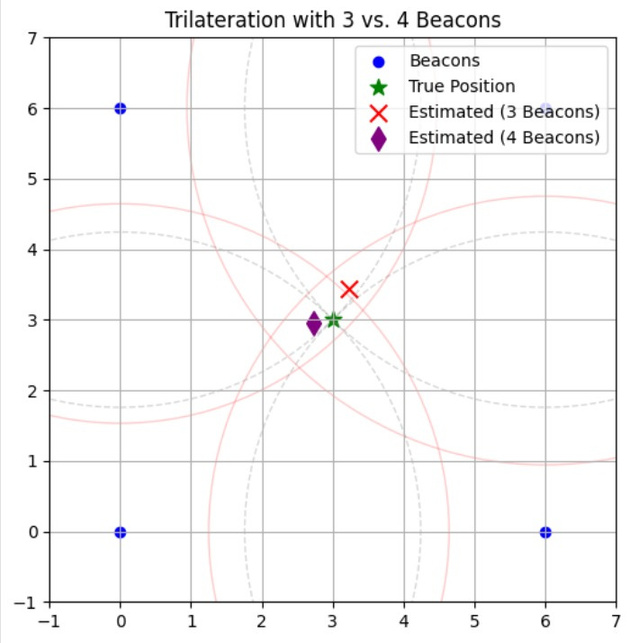 Trilateration with 3 vs. 4 Beacons
7
6
5
4
3
2
1
0
−1
Beacons
True Position
Estimated (3 Beacons)
Estimated (4 Beacons)
−1 0 1 2 3 4 5 6 7